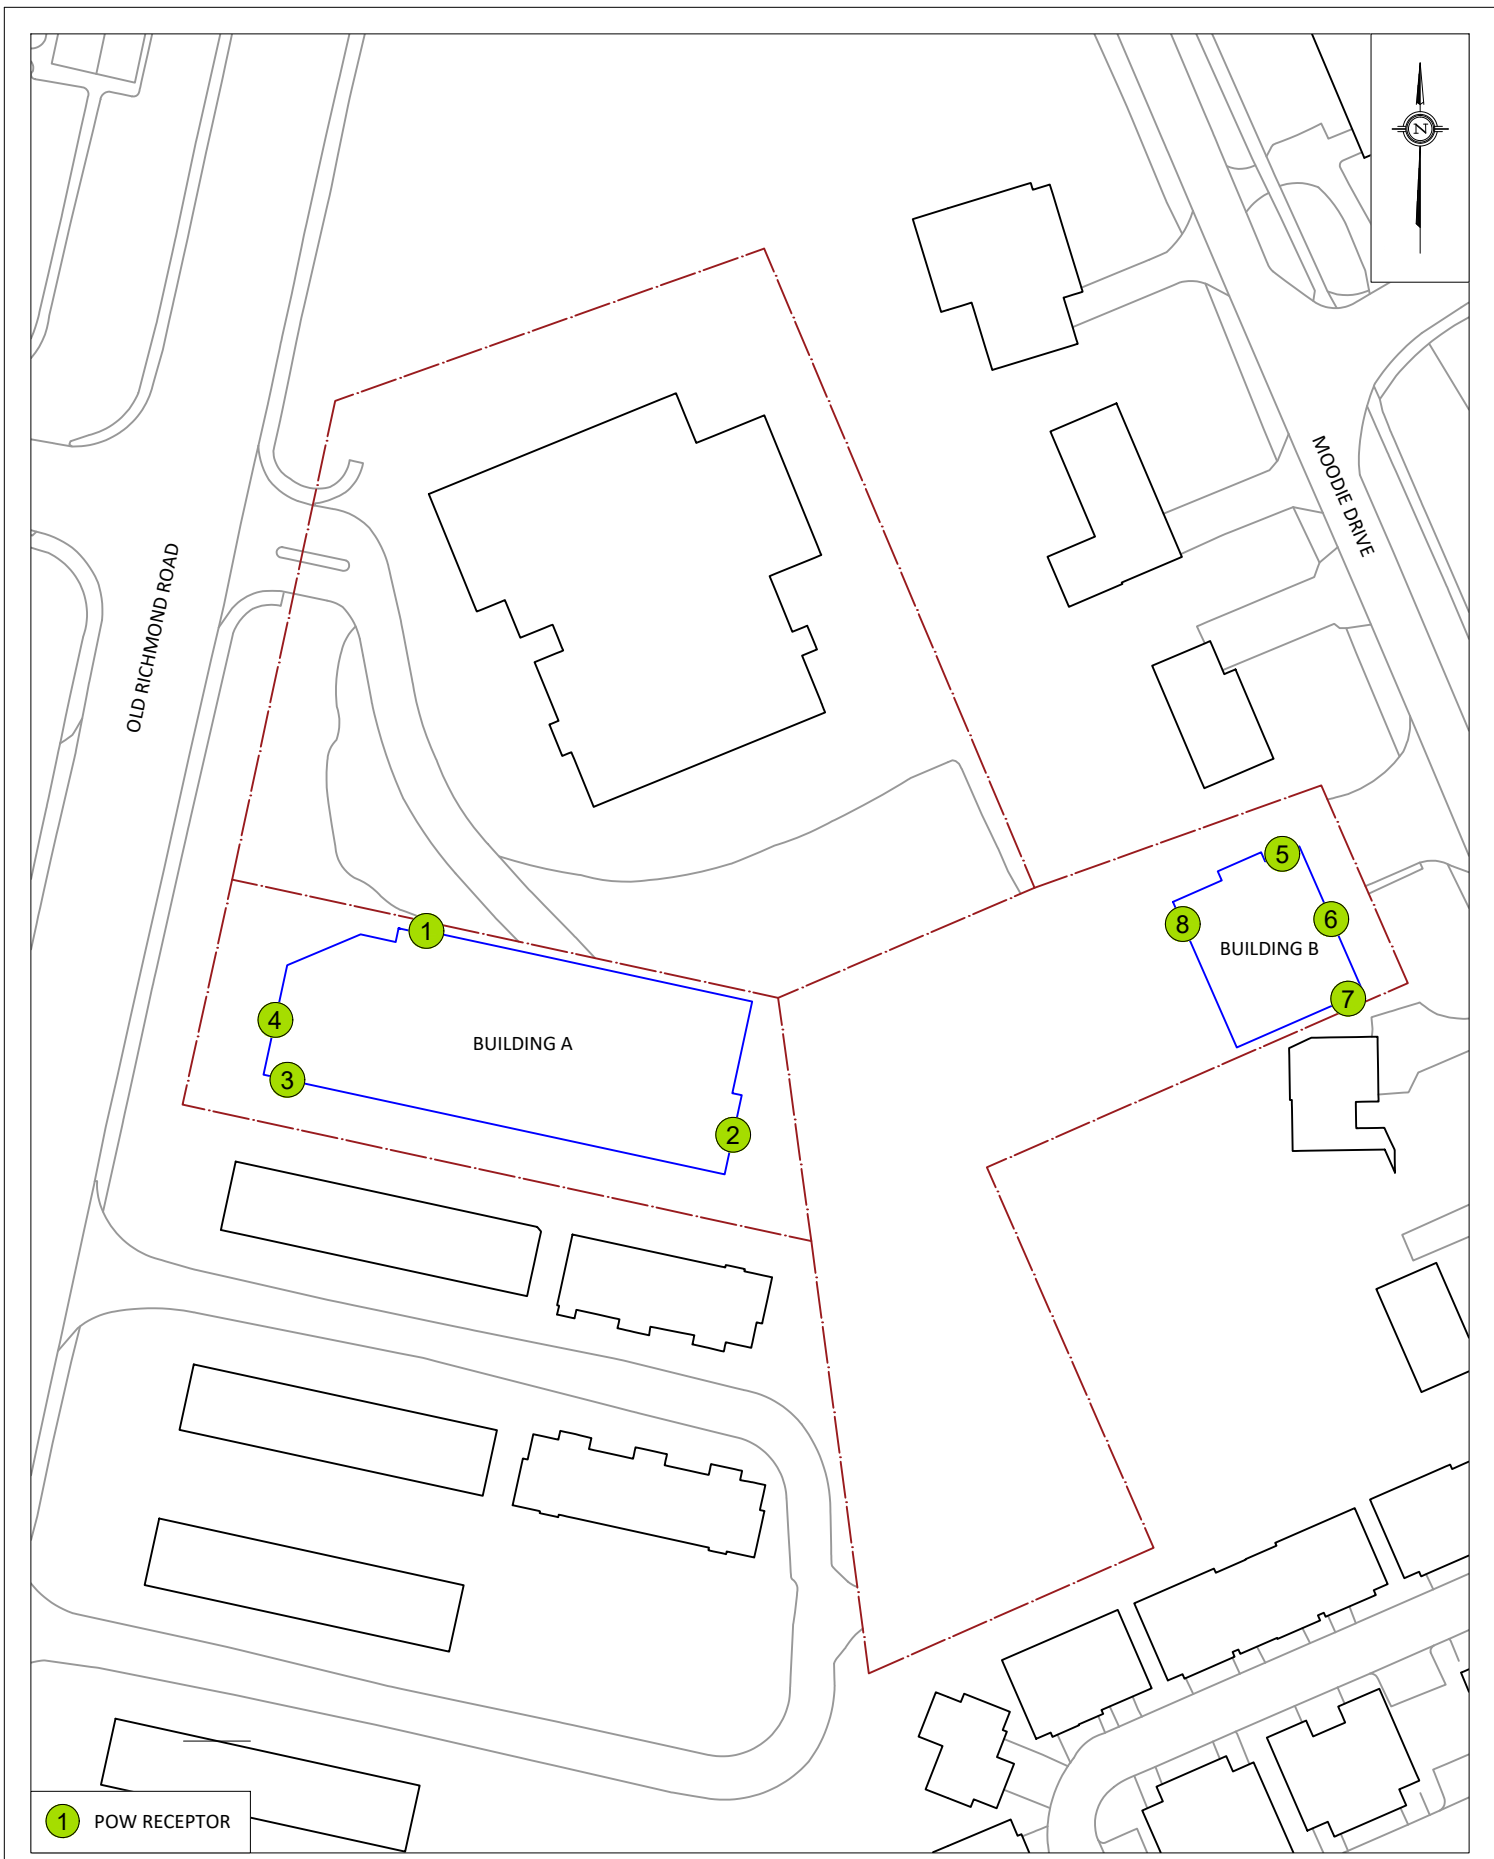 N
MOODIE DRIVE
OLD RICHMOND ROAD
5
8
6
BUILDING B
1
7
4
BUILDING A
3
2
1 POW RECEPTOR